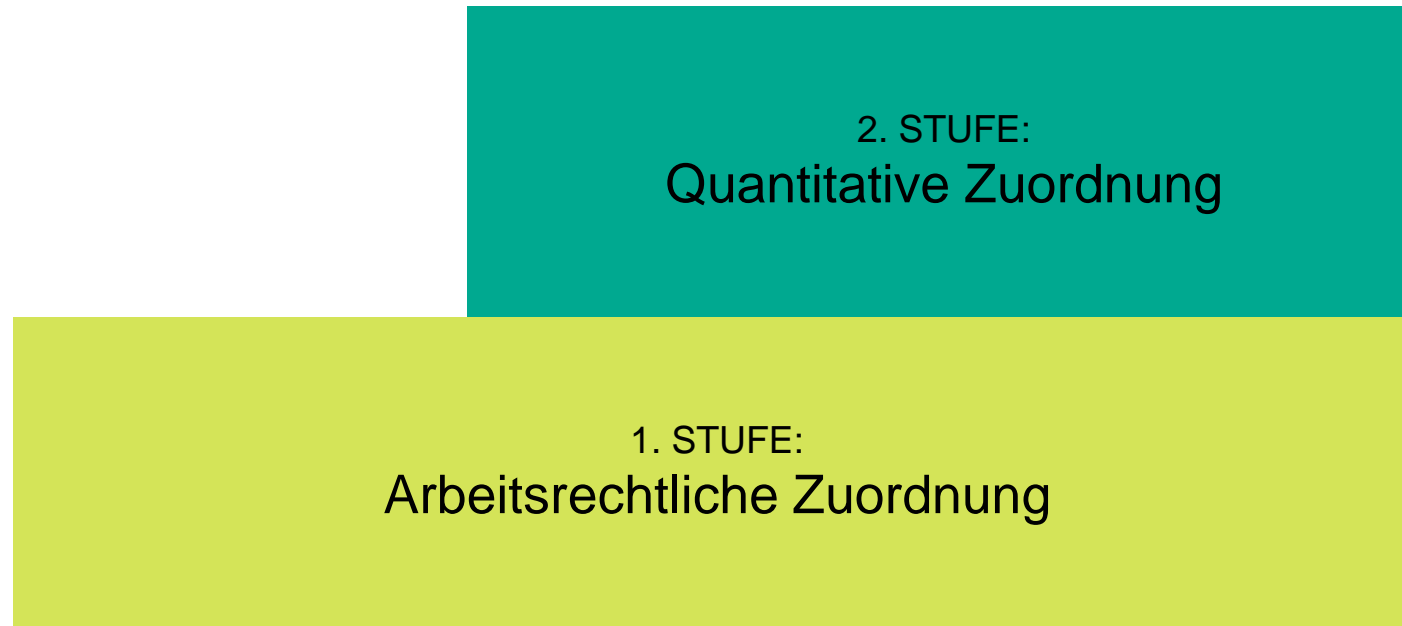 2. STUFE:
Quantitative Zuordnung
1. STUFE:
Arbeitsrechtliche Zuordnung